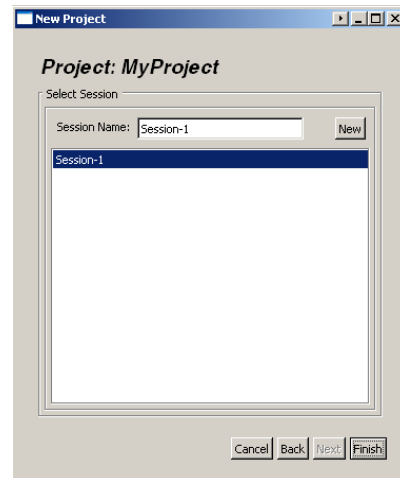 New Project
Project: MyProject
Select Session
Session Name: Session-1 New
Session-1
Cancel Back Next Finish